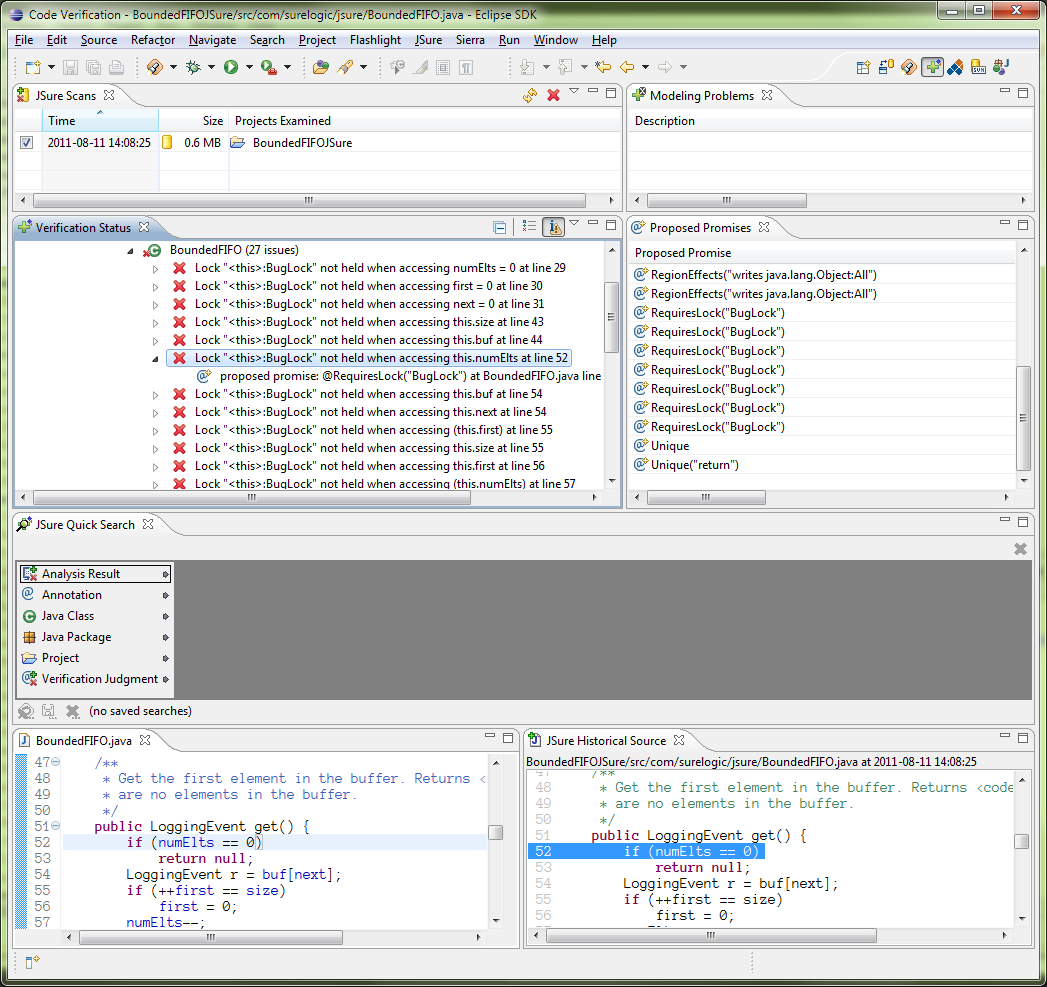 Code Verification - BoundedFIFOJSure/src/com/surelogic/jsure/BoundedFIFO.java - Eclipse SDK
File Edit Source Refactor Navigate Search Project Flashlight JSure Sierra Run Window Help
JSure Scans
Time Size Projects Examined
2011-08-11 14:08:25 0.6 MB BoundedFIFOJSure
Modeling Problems
Description
Verification Status
BoundedFIFO (27 issues)
Lock "<this>:BugLock" not held when accessing numElts = 0 at line 29
Lock "<this>:BugLock" not held when accessing first = 0 at line 30
Lock "<this>:BugLock" not held when accessing next = 0 at line 31
Lock "<this>:BugLock" not held when accessing this.size at line 43
Lock "<this>:BugLock" not held when accessing this.buf at line 44
Lock "<this>:BugLock" not held when accessing this.numElts at line 52
proposed promise: @RequiresLock("BugLock") at BoundedFIFO.java line
Lock "<this>:BugLock" not held when accessing this.buf at line 54
Lock "<this>:BugLock" not held when accessing this.next at line 54
Lock "<this>:BugLock" not held when accessing (this.first) at line 55
Lock "<this>:BugLock" not held when accessing this.size at line 55
Lock "<this>:BugLock" not held when accessing this.first at line 56
Lock "<this>:BugLock" not held when accessing (this.numElts) at line 57
Proposed Promises
Proposed Promise
RegionEffects("writes java.lang.Object:All")
RegionEffects("writes java.lang.Object:All")
RequiresLock("BugLock")
RequiresLock("BugLock")
RequiresLock("BugLock")
RequiresLock("BugLock")
RequiresLock("BugLock")
RequiresLock("BugLock")
RequiresLock("BugLock")
Unique
Unique("return")
JSure Quick Search
Analysis Result
Annotation
Java Class
Java Package
Project
Verification Judgment
(no saved searches)
BoundedFIFO.java
47 /**
48 * Get the first element in the buffer. Returns <
49 * are no elements in the buffer.
50 */
51 public LoggingEvent get() {
52 if (numElts == 0)
53 return null;
54 LoggingEvent r = buf[next];
55 if (++first == size)
56 first = 0;
57 numElts--;
JSure Historical Source
BoundedFIFOJSure/src/com/surelogic/jsure/BoundedFIFO.java at 2011-08-11 14:08:25
47 /**
48 * Get the first element in the buffer. Returns <code
49 * are no elements in the buffer.
50 */
51 public LoggingEvent get() {
52 if (numElts == 0)
53 return null;
54 LoggingEvent r = buf[next];
55 if (++first == size)
56 first = 0;